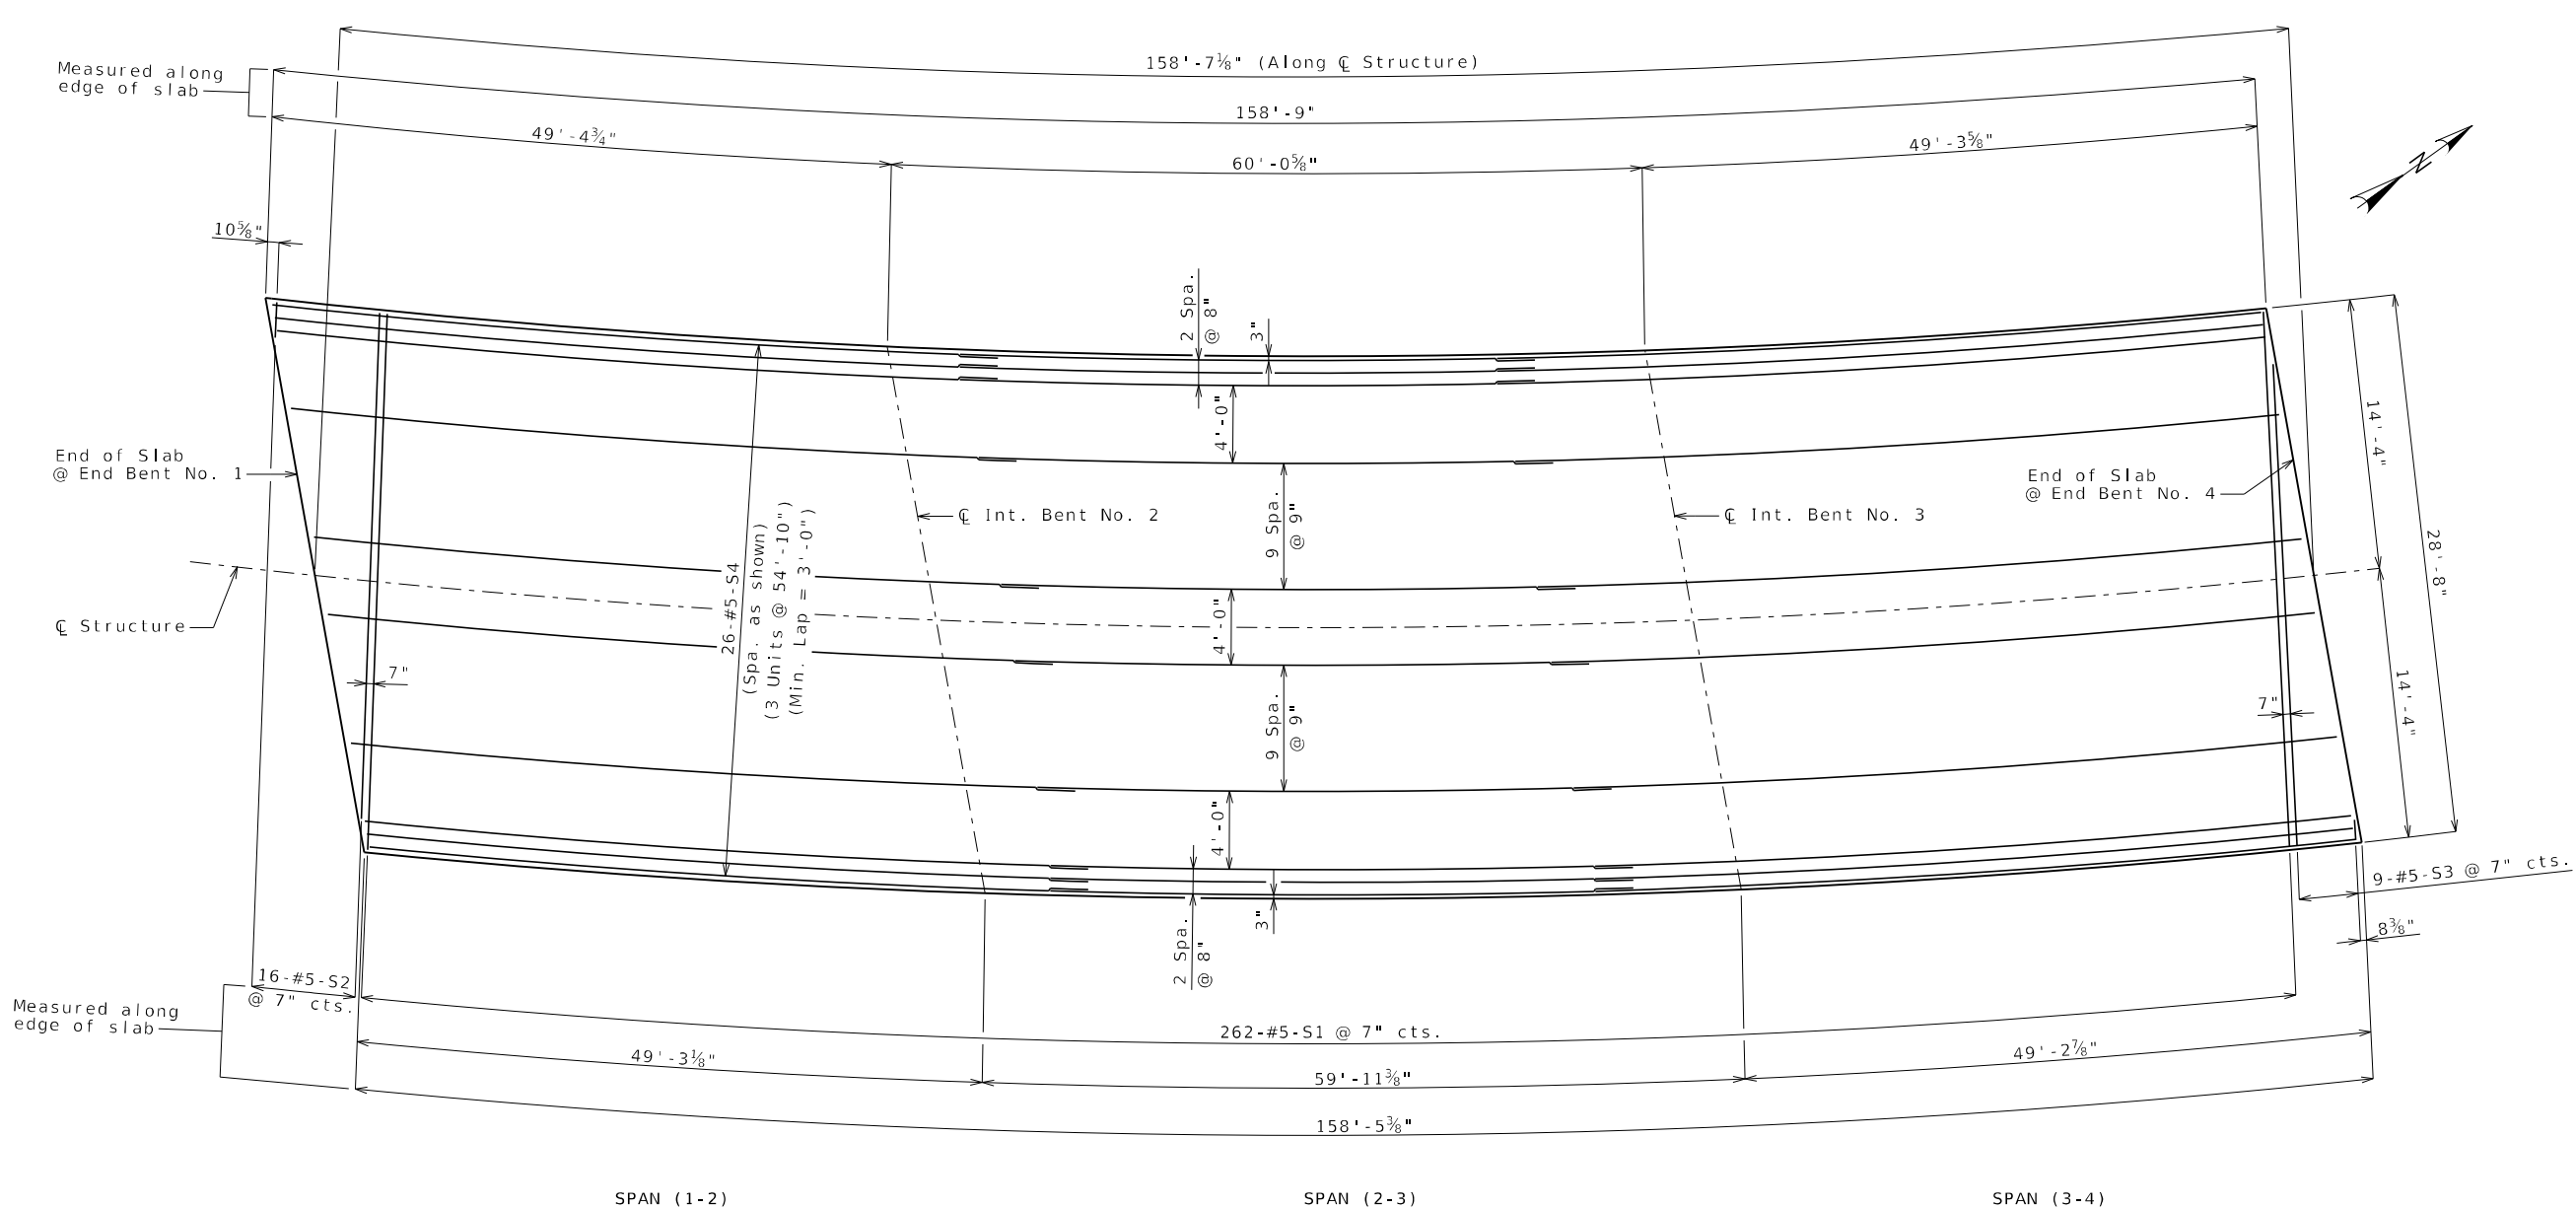 158'-7⅛" (Along ℄ Structure)
Measured along
edge of slab
158'-9"
49'-4¾"
60'-0⅝"
49'-3⅝"
N
10⅝"
2 Spa.
@ 8"
3"
4'-0"
14'-4"
End of Slab
@ End Bent No. 1
End of Slab
@ End Bent No. 4
℄ Int. Bent No. 2
℄ Int. Bent No. 3
9 Spa.
@ 9"
28'-8"
26-#5-S4
(Spa. as shown)
(3 Units @ 54'-10")
(Min. Lap = 3'-0")
4'-0"
℄ Structure
7"
9 Spa.
@ 9"
7"
14'-4"
4'-0"
9-#5-S3 @ 7" cts.
8⅜"
3"
2 Spa.
@ 8"
16-#5-S2
@ 7" cts.
Measured along
edge of slab
262-#5-S1 @ 7" cts.
49'-3⅛"
59'-11⅜"
49'-2⅞"
158'-5⅜"
SPAN (1-2)
SPAN (2-3)
SPAN (3-4)